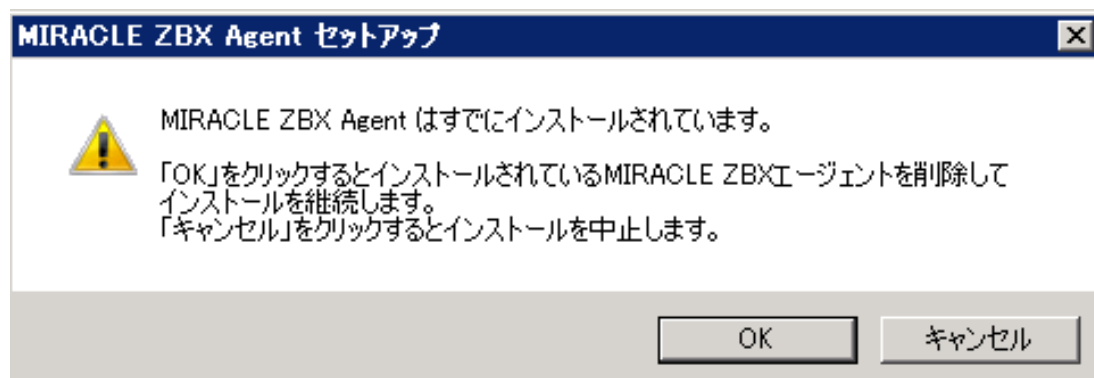 MIRACLE ZBX Agent セットアップ
MIRACLE ZBX Agent はすでにインストールされています。
「OK」をクリックするとインストールされているMIRACLE ZBXエージェントを削除して
インストールを継続します。
「キャンセル」をクリックするとインストールを中止します。
OK
キャンセル